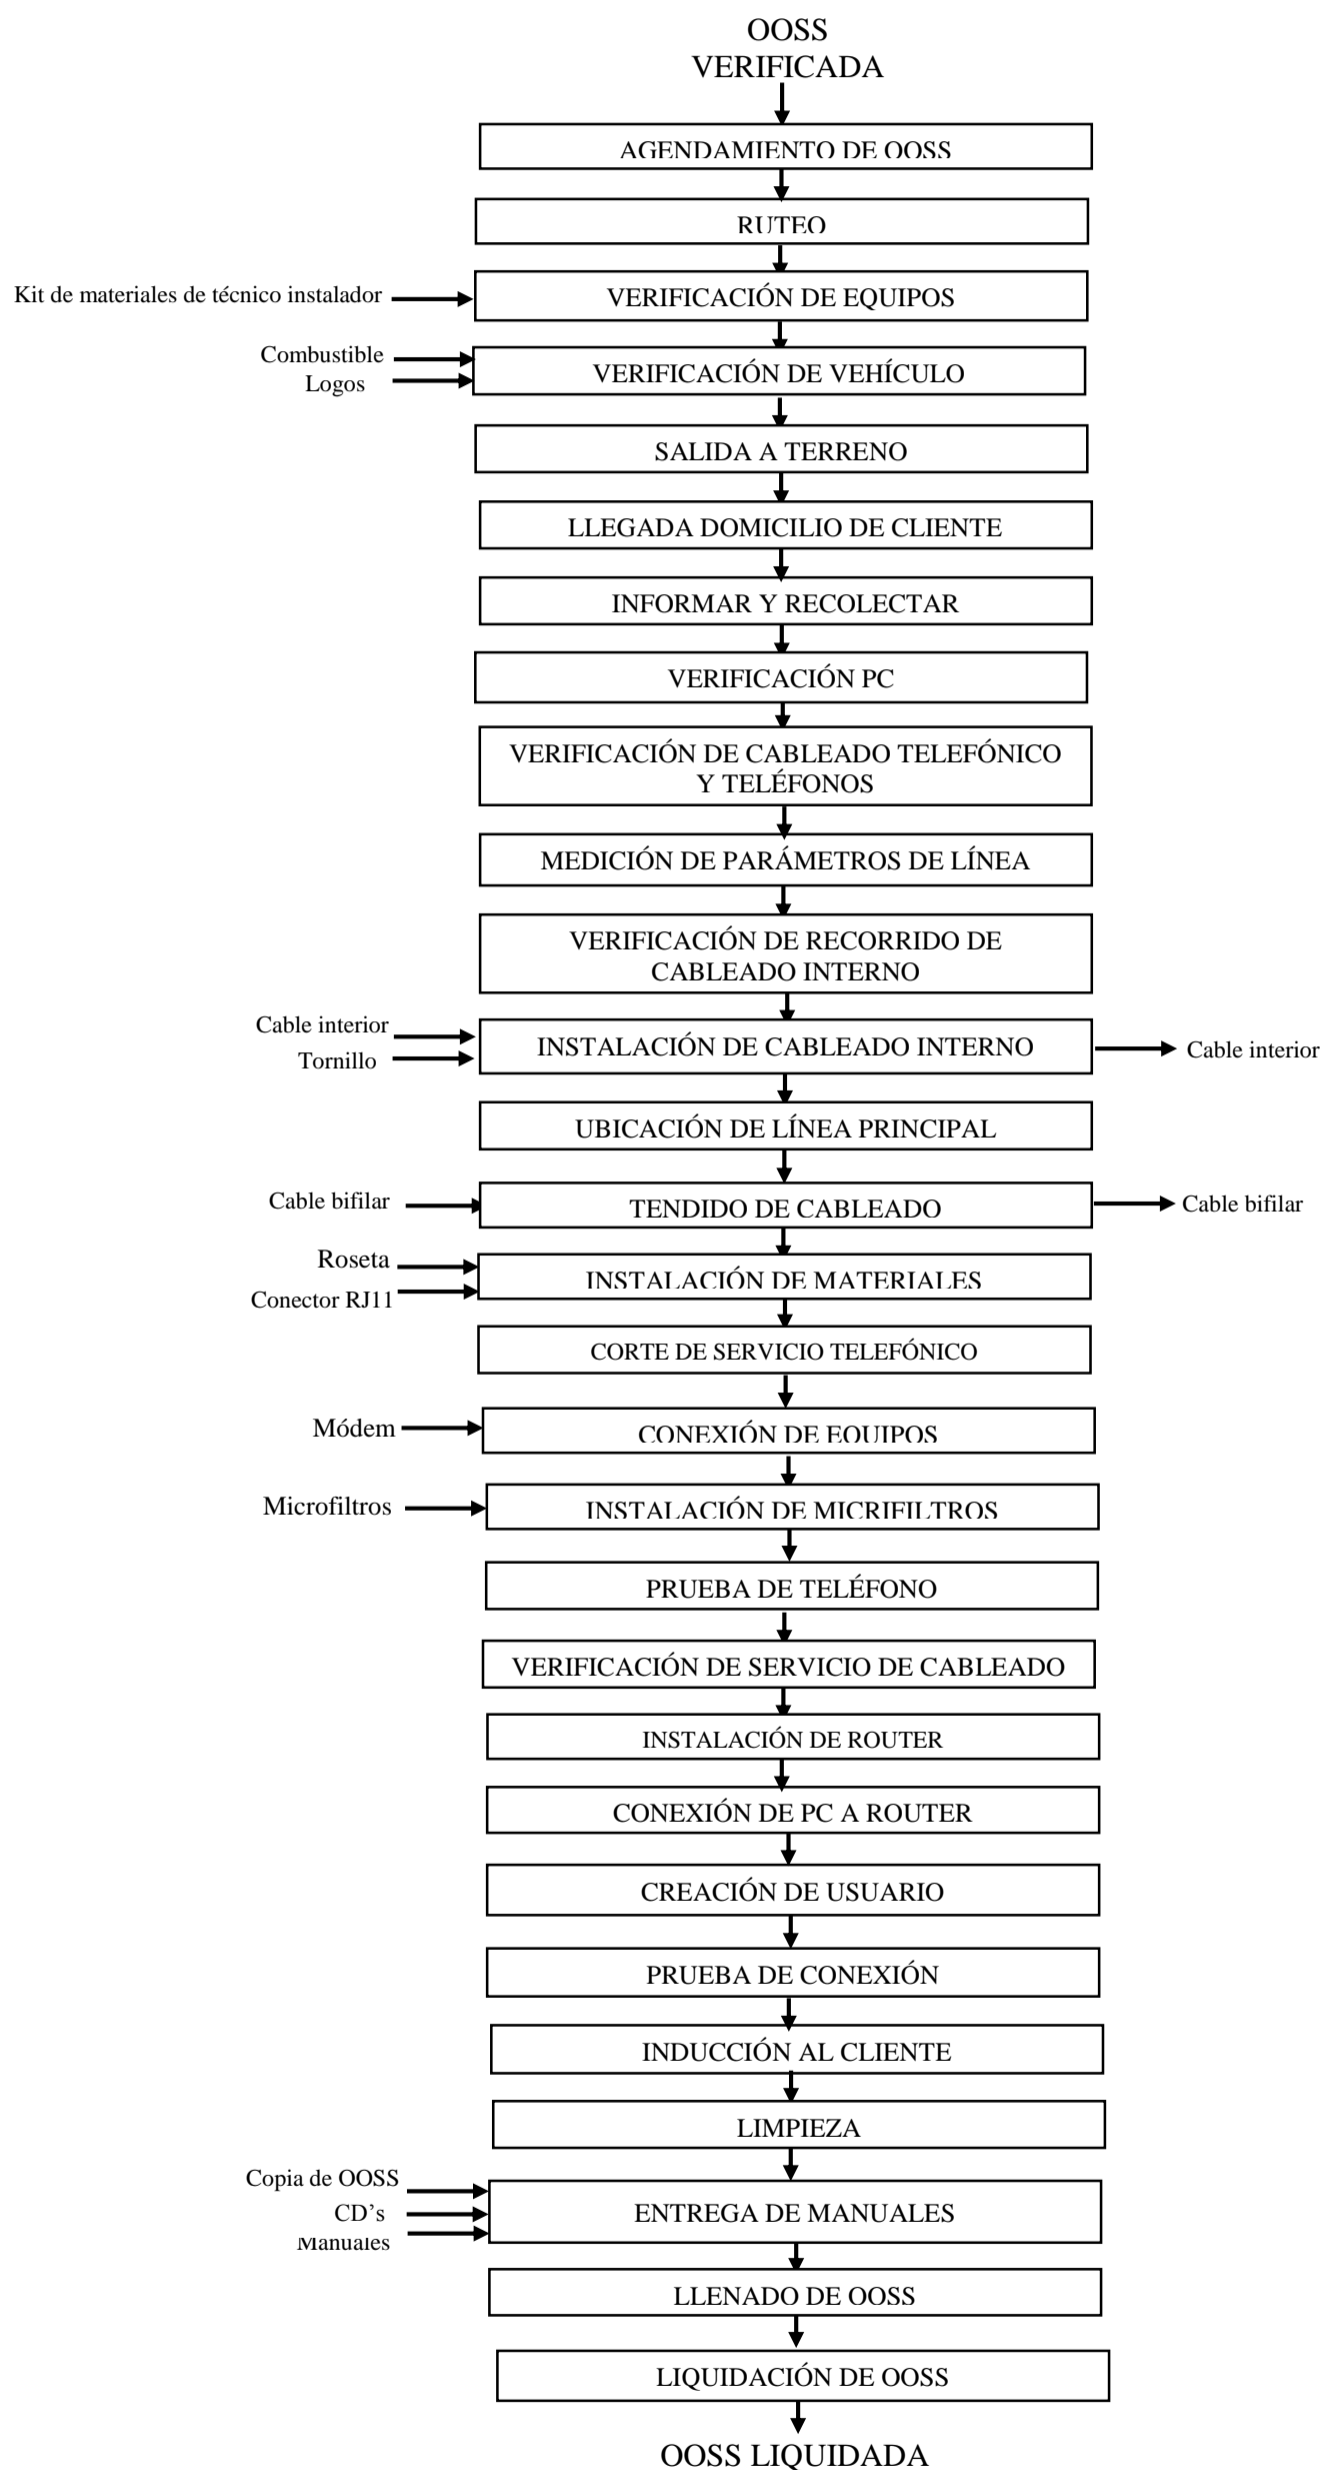 OOSS
VERIFICADA
AGENDAMIENTO DE OOSS
RUTEO
Kit de materiales de técnico instalador
VERIFICACIÓN DE EQUIPOS
Combustible
Logos
VERIFICACIÓN DE VEHÍCULO
SALIDA A TERRENO
LLEGADA DOMICILIO DE CLIENTE
INFORMAR Y RECOLECTAR
VERIFICACIÓN PC
VERIFICACIÓN DE CABLEADO TELEFÓNICO
Y TELÉFONOS
MEDICIÓN DE PARÁMETROS DE LÍNEA
VERIFICACIÓN DE RECORRIDO DE
CABLEADO INTERNO
Cable interior
Tornillo
INSTALACIÓN DE CABLEADO INTERNO
Cable interior
UBICACIÓN DE LÍNEA PRINCIPAL
Cable bifilar
TENDIDO DE CABLEADO
Cable bifilar
Roseta
Conector RJ11
INSTALACIÓN DE MATERIALES
CORTE DE SERVICIO TELEFÓNICO
Módem
CONEXIÓN DE EQUIPOS
Microfiltros
INSTALACIÓN DE MICRIFILTROS
PRUEBA DE TELÉFONO
VERIFICACIÓN DE SERVICIO DE CABLEADO
INSTALACIÓN DE ROUTER
CONEXIÓN DE PC A ROUTER
CREACIÓN DE USUARIO
PRUEBA DE CONEXIÓN
INDUCCIÓN AL CLIENTE
LIMPIEZA
Copia de OOSS
CD's
Manuales
ENTREGA DE MANUALES
LLENADO DE OOSS
LIQUIDACIÓN DE OOSS
OOSS LIQUIDADA